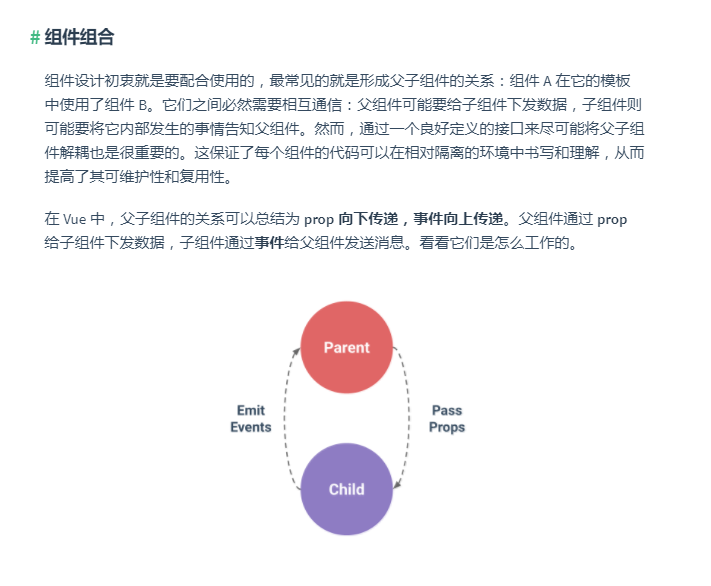 # 组件组合
组件设计初衷就是要配合使用的，最常见的就是形成父子组件的关系：组件 A 在它的模板
中使用了组件 B。它们之间必然需要相互通信：父组件可能要给子组件下发数据，子组件则
可能要将它内部发生的事情告知父组件。然而，通过一个良好定义的接口来尽可能将父子组
件解耦也是很重要的。这保证了每个组件的代码可以在相对隔离的环境中书写和理解，从而
提高了其可维护性和复用性。
在 Vue 中，父子组件的关系可以总结为 prop 向下传递，事件向上传递。父组件通过 prop
给子组件下发数据，子组件通过事件给父组件发送消息。看看它们是怎么工作的。
Parent
Emit
Events
Pass
Props
Child